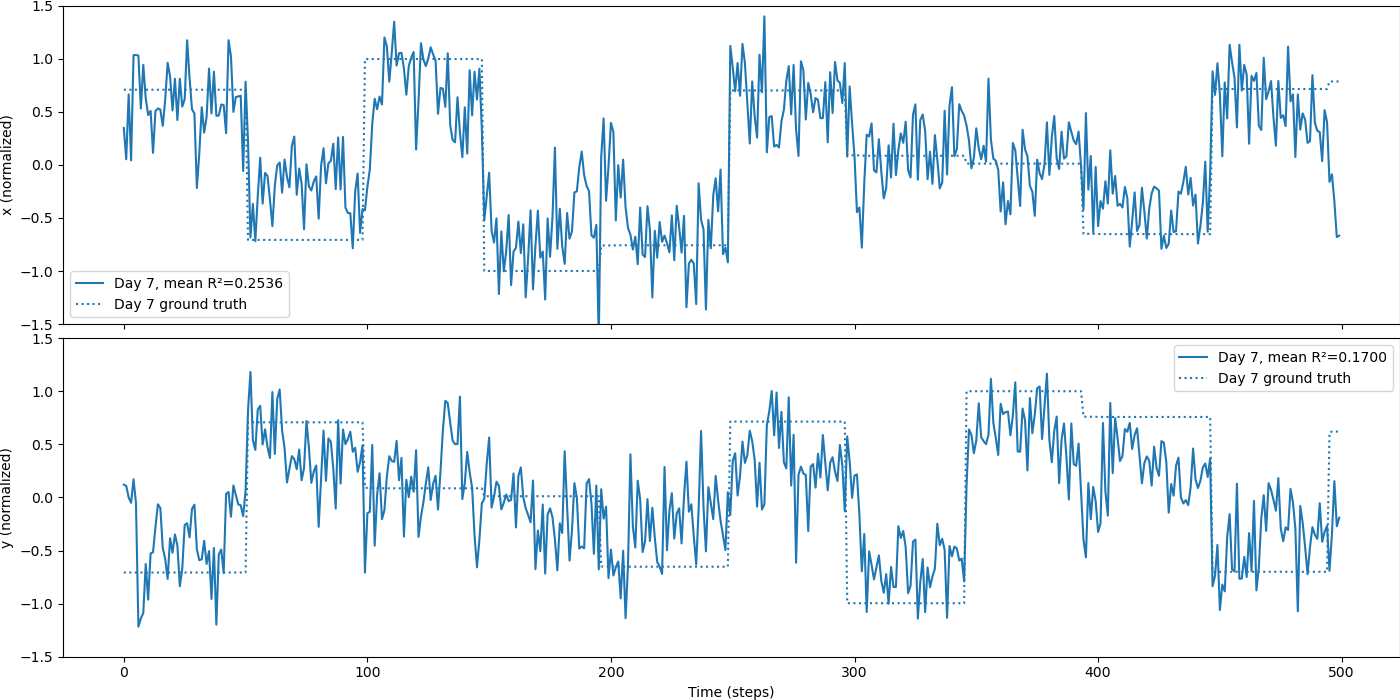 1.5
1.0
0.5
0.0
−0.5
−1.0
−1.5
x (normalized)
Day 7, mean R²=0.2536
Day 7 ground truth
1.5
1.0
0.5
0.0
−0.5
−1.0
−1.5
y (normalized)
Day 7, mean R²=0.1700
Day 7 ground truth
0 100 200 300 400 500
Time (steps)